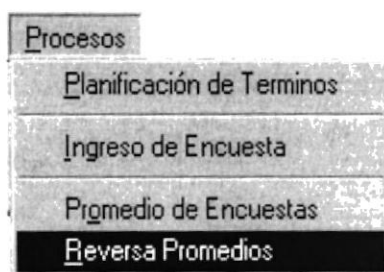 Procesos
Planificación de Terminos
Ingreso de Encuesta
Promedio de Encuestas
Reversa Promedios